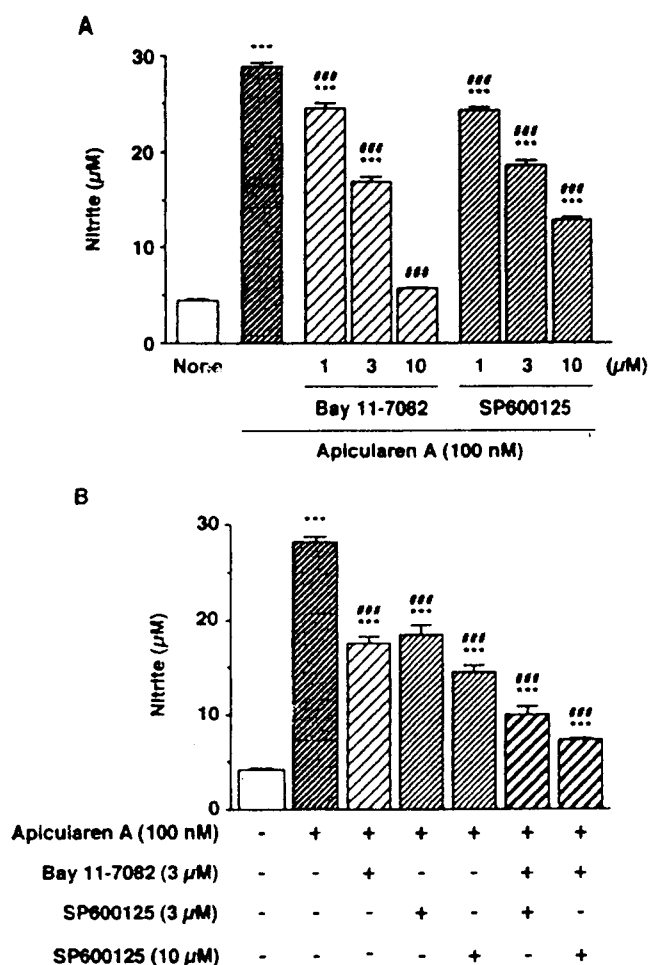 A
30
20
10
0
Nitrite (µM)
***
###
***
###
***
###
###
***
###
***
###
***
None
1 3 10 1 3 10 (µM)
Bay 11-7082 SP600125
Apicularen A (100 nM)
B
30
20
10
0
Nitrite (µM)
***
###
***
###
***
###
***
###
***
###
***
Apicularen A (100 nM) - + + + + + +
Bay 11-7082 (3 µM) - - + - - + +
SP600125 (3 µM) - - - + - + -
SP600125 (10 µM) - - - - + - +